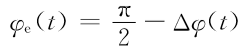 φₑ(t) = π/2 − Δφ(t)